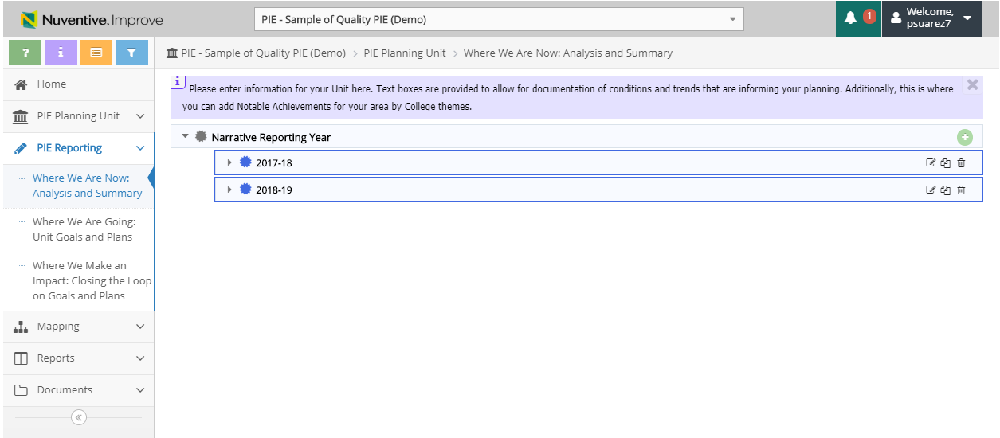 Nuventive.Improve
PIE - Sample of Quality PIE (Demo)
1
Welcome,
psuarez7
?
i
PIE - Sample of Quality PIE (Demo) > PIE Planning Unit > Where We Are Now: Analysis and Summary
Home
PIE Planning Unit
PIE Reporting
Where We Are Now:
Analysis and Summary
Where We Are Going:
Unit Goals and Plans
Where We Make an
Impact: Closing the Loop
on Goals and Plans
Mapping
Reports
Documents
i
Please enter information for your Unit here. Text boxes are provided to allow for documentation of conditions and trends that are informing your planning. Additionally, this is where
you can add Notable Achievements for your area by College themes.
Narrative Reporting Year
2017-18
2018-19